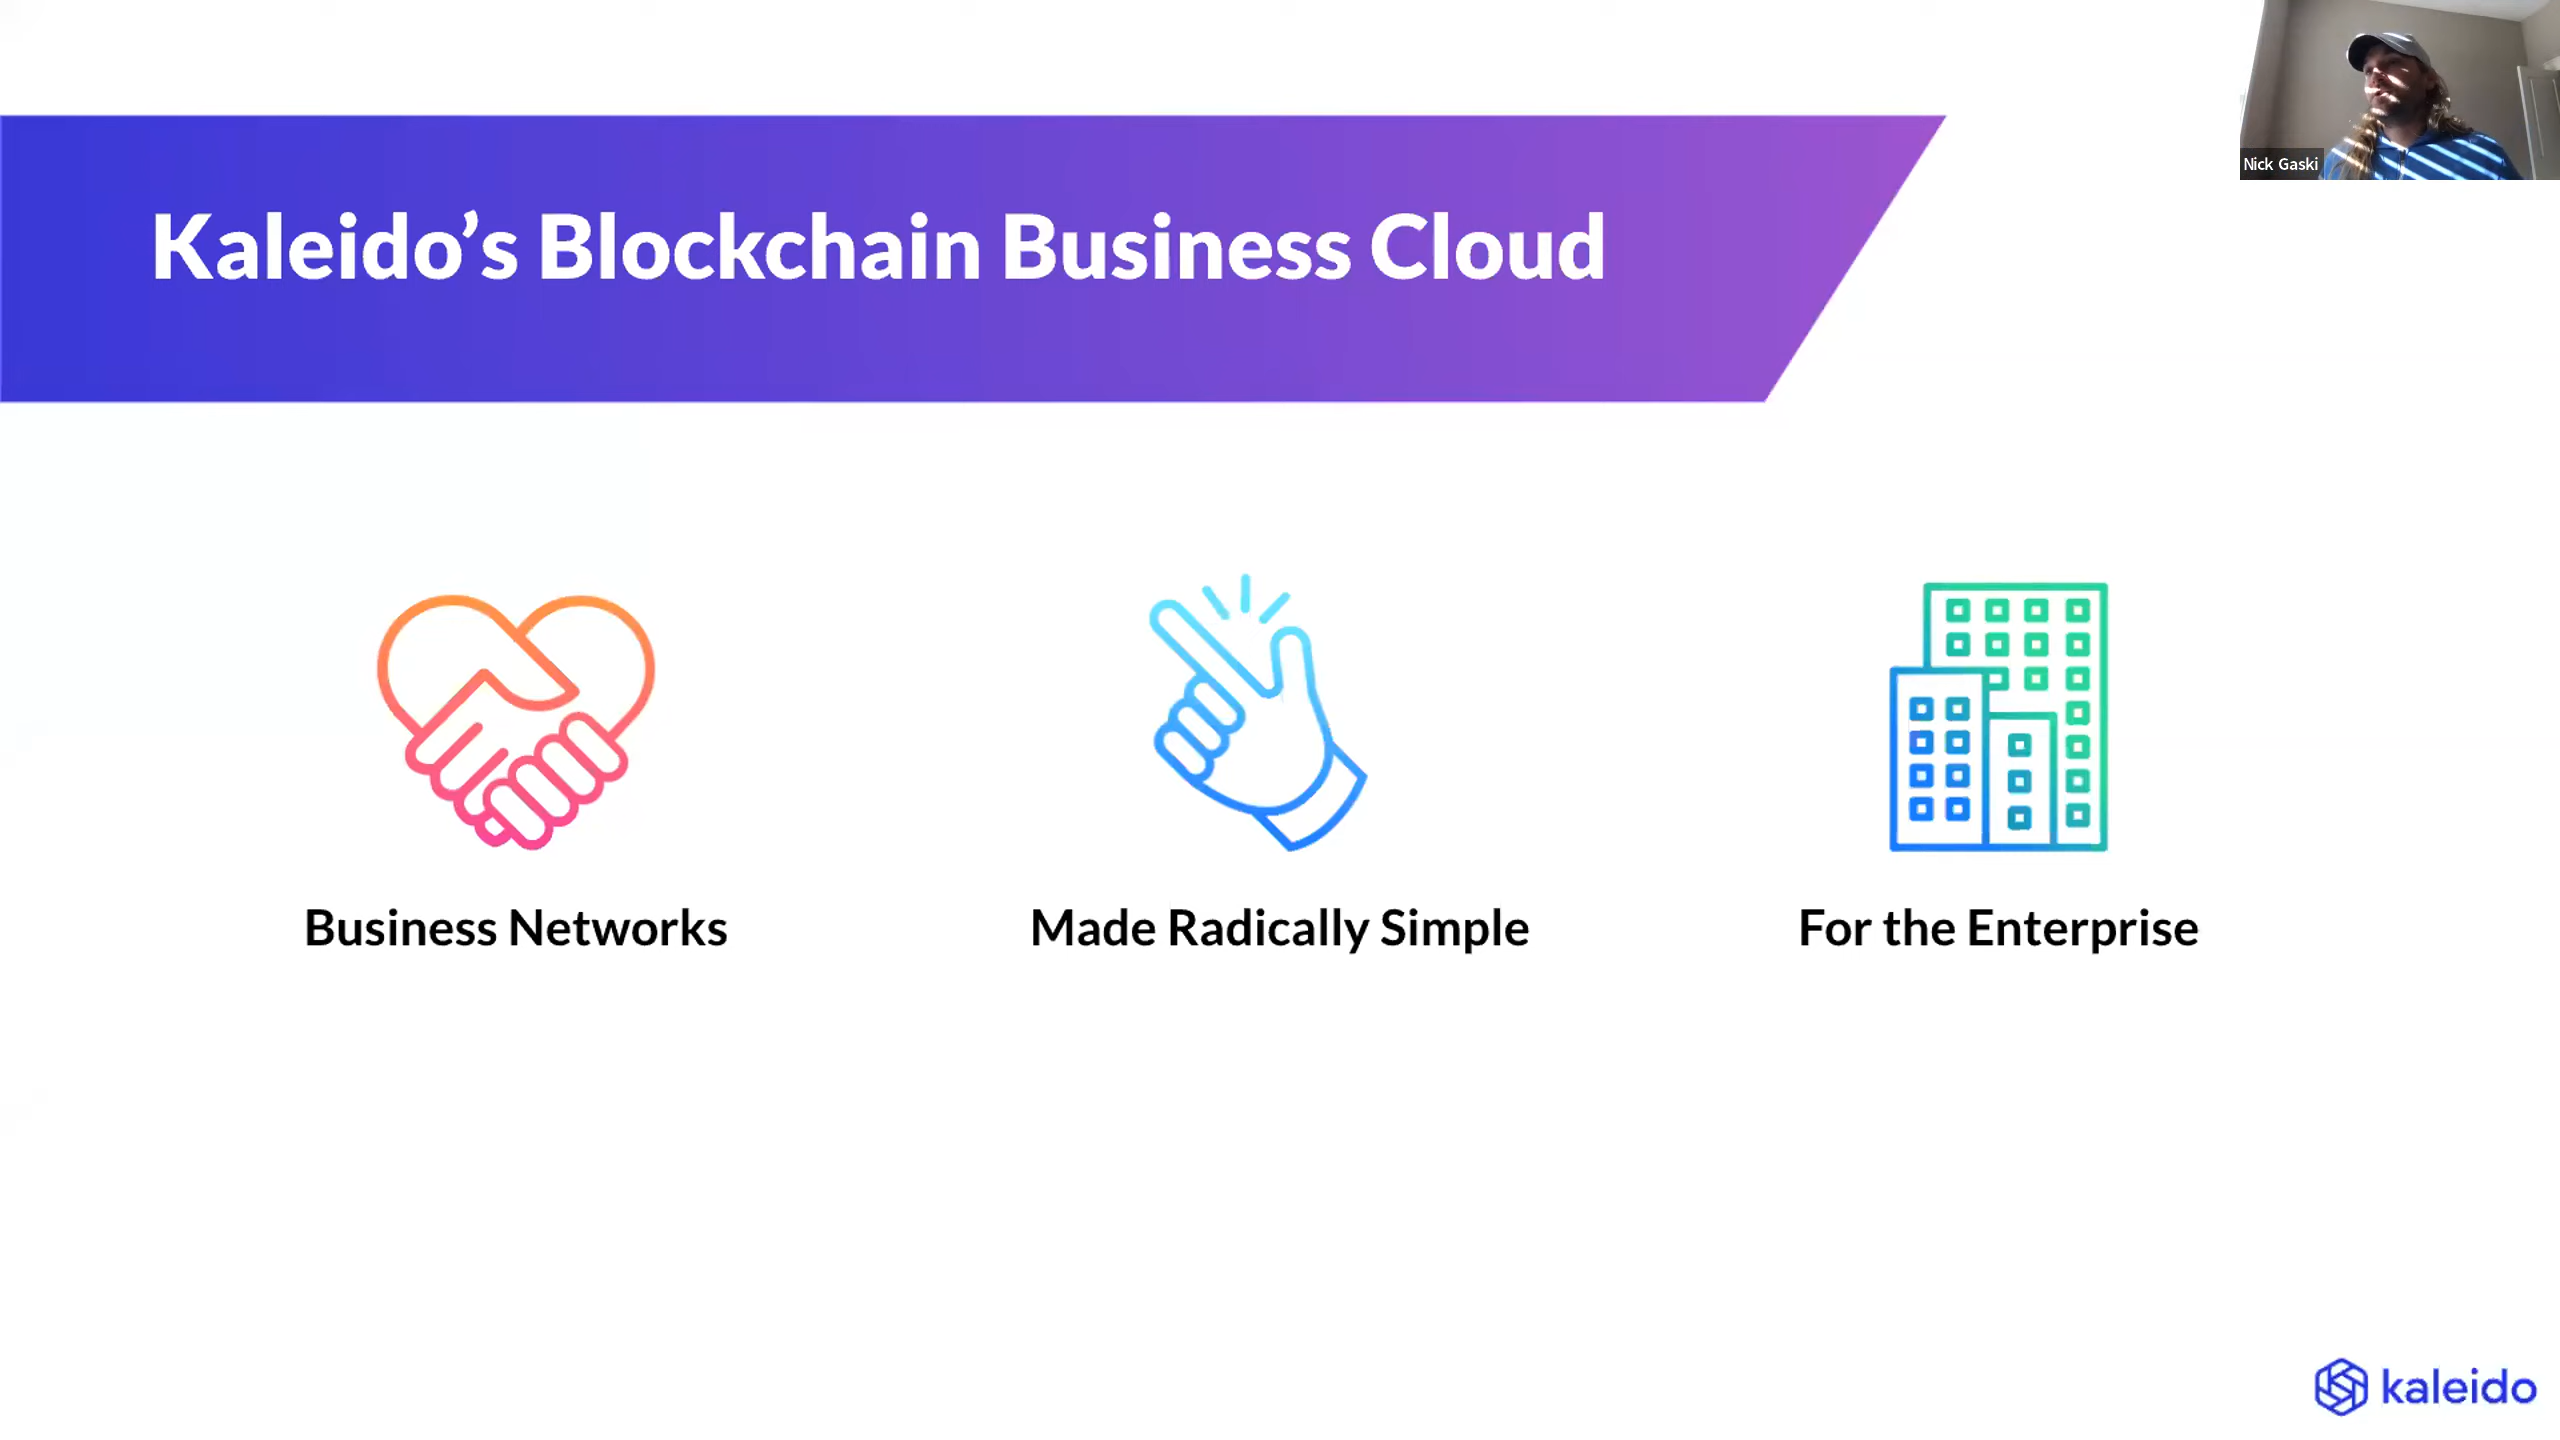 Kaleido’s Blockchain Business Cloud
Nick Gaski
Business Networks
Made Radically Simple
For the Enterprise
kaleido